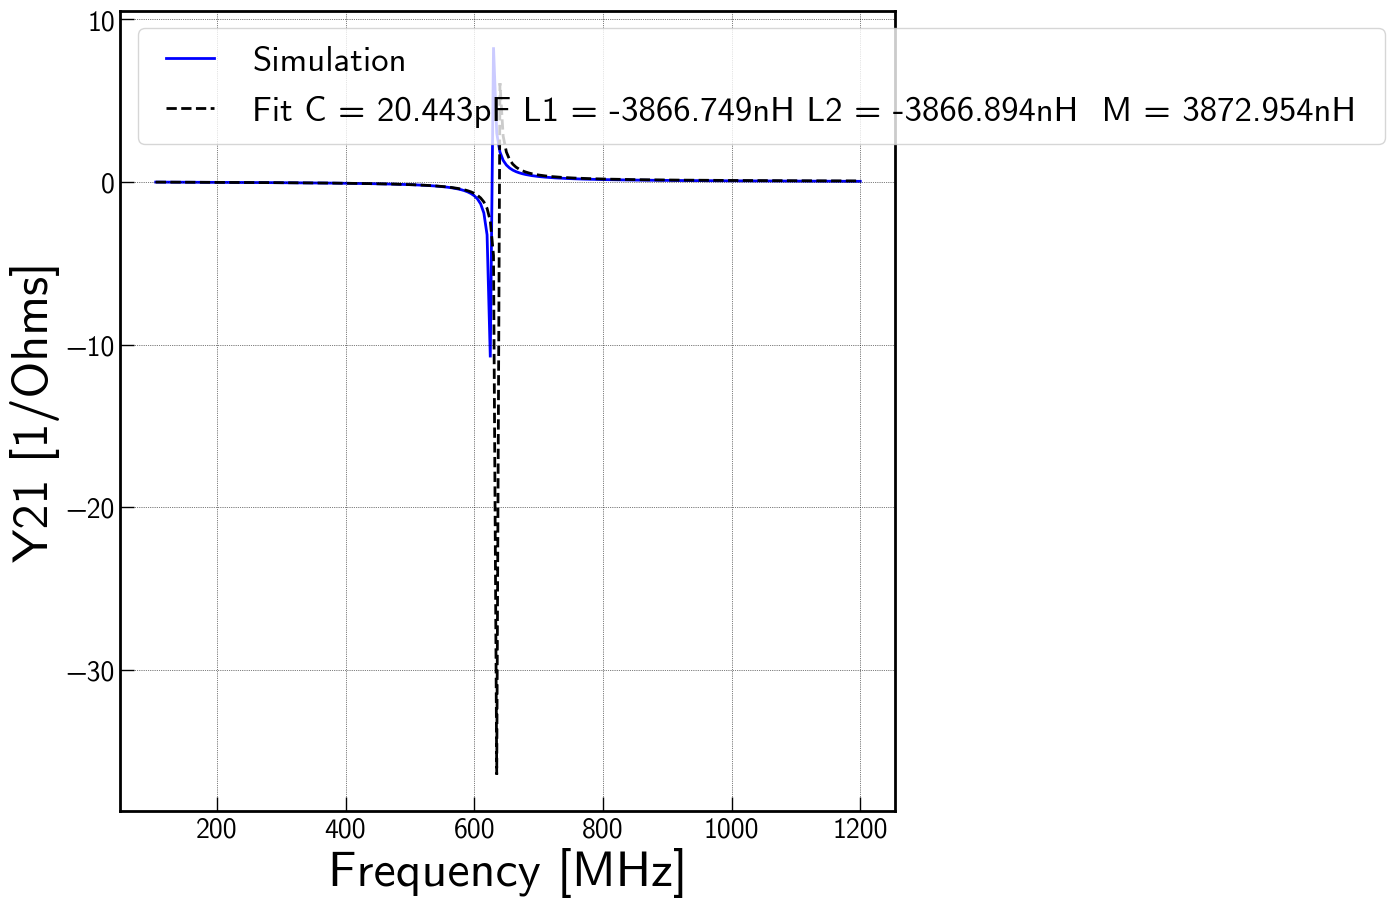 10
Simulation
Fit C = 20.443pF L1 = -3866.749nH L2 = -3866.894nH M = 3872.954nH
0
−10
−20
−30
Y21 [1/Ohms]
200 400 600 800 1000 1200
Frequency [MHz]